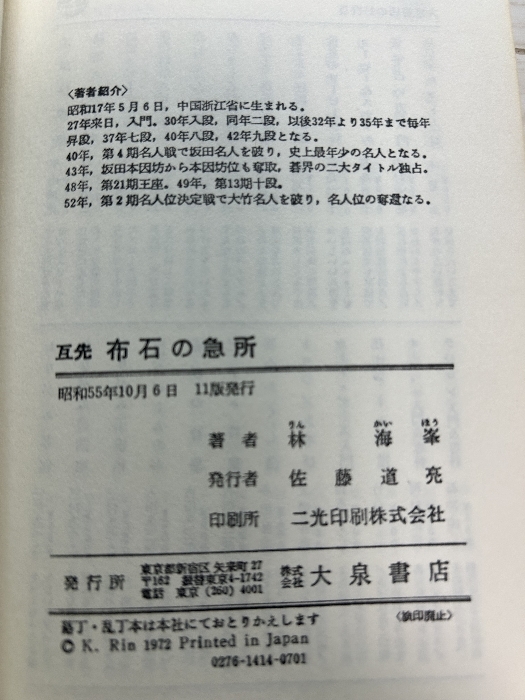 〈著者紹介〉
昭和17年5月6日，中国浙江省に生まれる。
27年来日，入門。30年入段，同年二段，以後32年より35年まで毎年
昇段，37年七段，40年八段，42年九段となる。
40年，第4期名人戦で坂田名人を破り，史上最年少の名人となる。
43年，坂田本因坊から本因坊位も奪取，碁界の二大タイトル独占。
48年，第21期王座。49年，第13期十段。
52年，第2期名人位決定戦で大竹名人を破り，名人位の奪還なる。
互先 布石の急所
昭和55年10月6日 11版発行
りん かい ほう
著者 林海峯
発行者 佐藤道亮
印刷所 二光印刷株式会社
発行所 東京都新宿区矢来町27
〒162 振替東京4-1742
電話 東京(260)4001
株式会社 大泉書店
落丁・乱丁本は本社にておとりかえします 〈検印廃止〉
© K. Rin 1972 Printed in Japan
0276-1414-0701